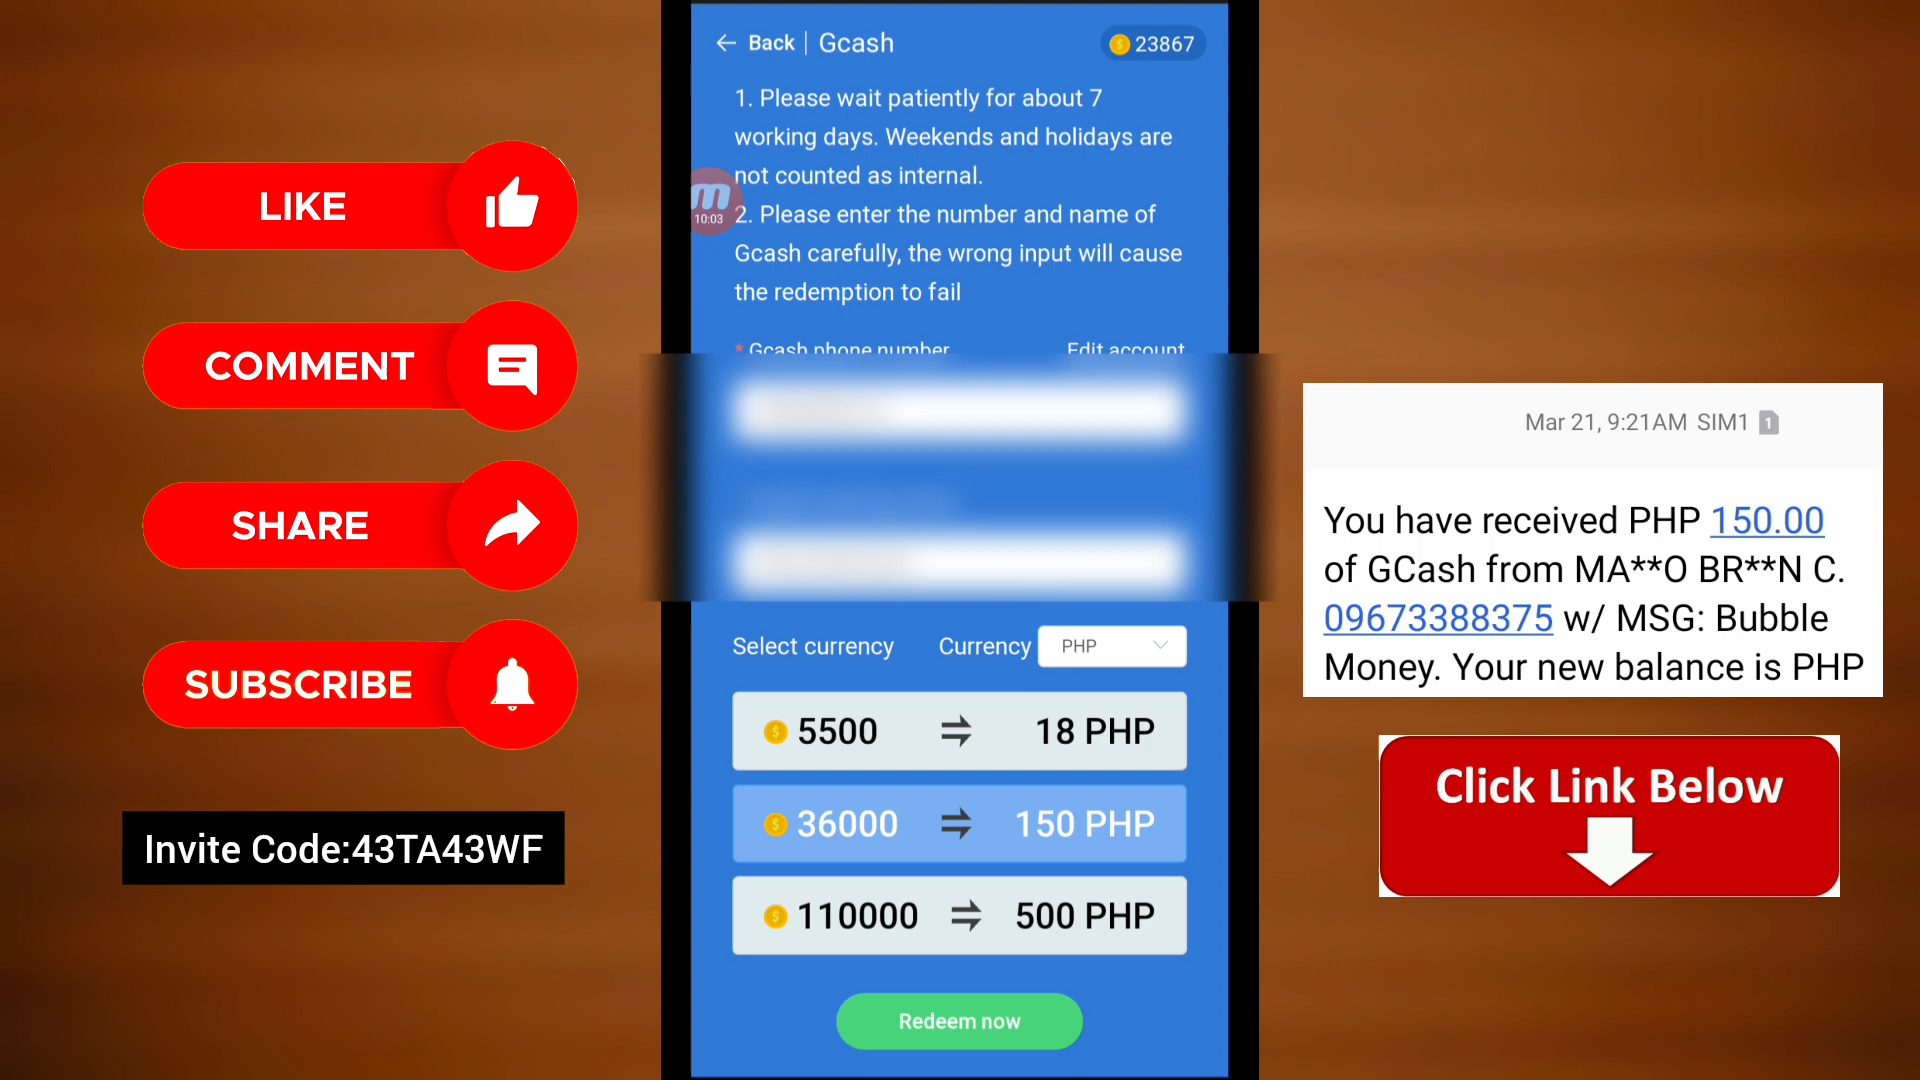 LIKE
COMMENT
SHARE
SUBSCRIBE
Invite Code:43TA43WF
← Back | Gcash
23867
1. Please wait patiently for about 7
working days. Weekends and holidays are
not counted as internal.
10:03
2. Please enter the number and name of
Gcash carefully, the wrong input will cause
the redemption to fail
* Gcash phone number Edit account
Select currency Currency PHP
5500 ⇌ 18 PHP
36000 ⇌ 150 PHP
110000 ⇌ 500 PHP
Redeem now
Mar 21, 9:21AM SIM1 1
You have received PHP 150.00
of GCash from MA**O BR**N C.
09673388375 w/ MSG: Bubble
Money. Your new balance is PHP
Click Link Below